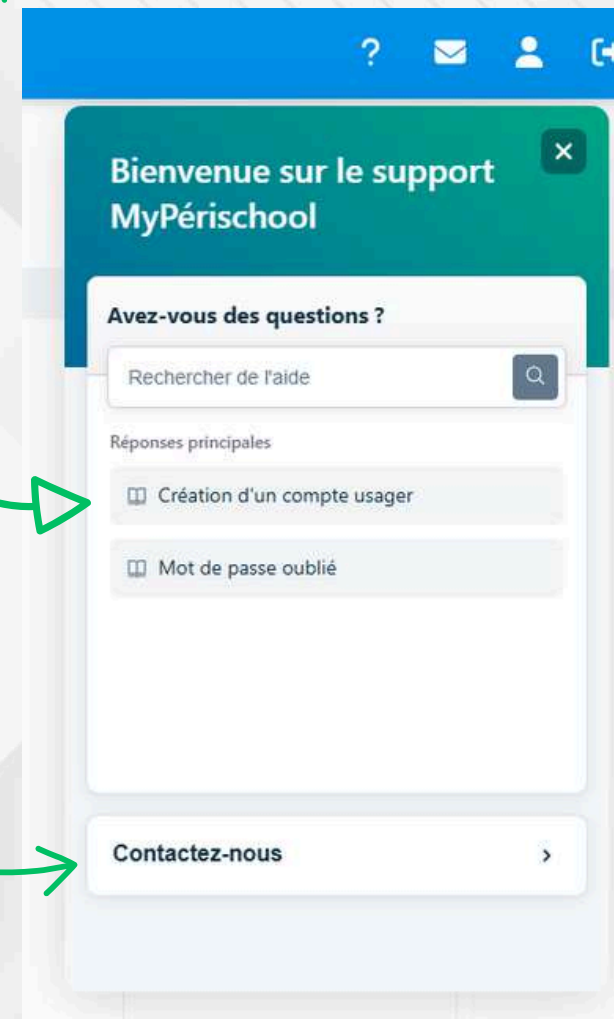 ?
Bienvenue sur le support
MyPérischool
Avez-vous des questions ?
Rechercher de l'aide
Réponses principales
Création d'un compte usager
Mot de passe oublié
Contactez-nous